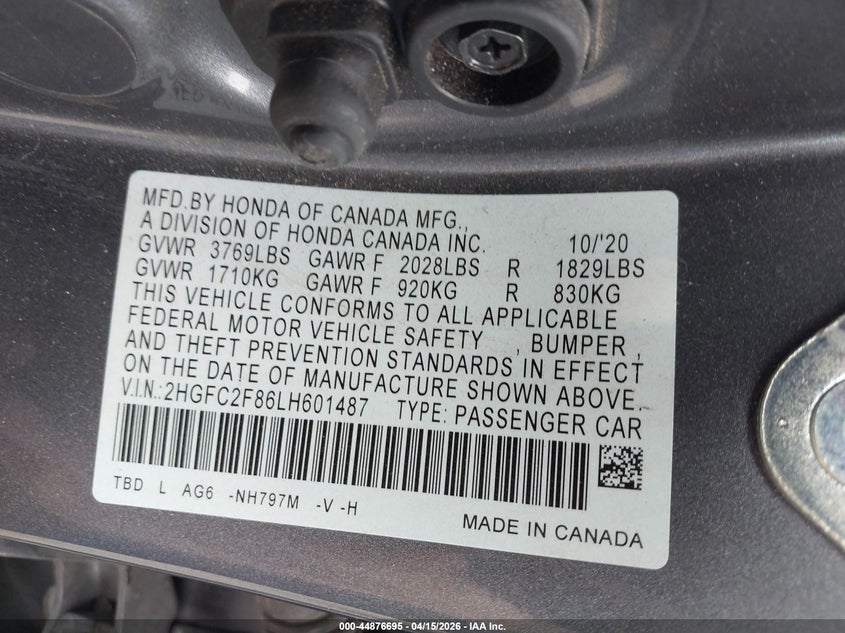 MFD.BY HONDA OF CANADA MFG.,
A DIVISION OF HONDA CANADA INC. 10/'20
GVWR 3769LBS GAWR F 2028LBS R 1829LBS
GVWR 1710KG GAWR F 920KG R 830KG
THIS VEHICLE CONFORMS TO ALL APPLICABLE
FEDERAL MOTOR VEHICLE SAFETY , BUMPER ,
AND THEFT PREVENTION STANDARDS IN EFFECT
ON THE DATE OF MANUFACTURE SHOWN ABOVE.
V.I.N.: 2HGFC2F86LH601487 TYPE: PASSENGER CAR
TBD L AG6 -NH797M -V -H
MADE IN CANADA
000-44876695 - 04/15/2026 - IAA Inc.